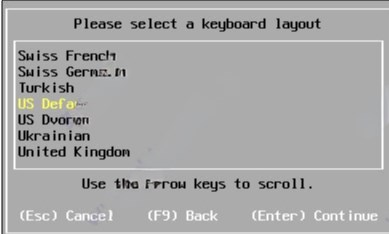 Please select a keyboard layout
Swiss French
Swiss
Turkish
US
US
Ukrainian
United Kingdom
Use the keys to scroll.
(Esc) Cancel (F9) Back (Enter) Continue